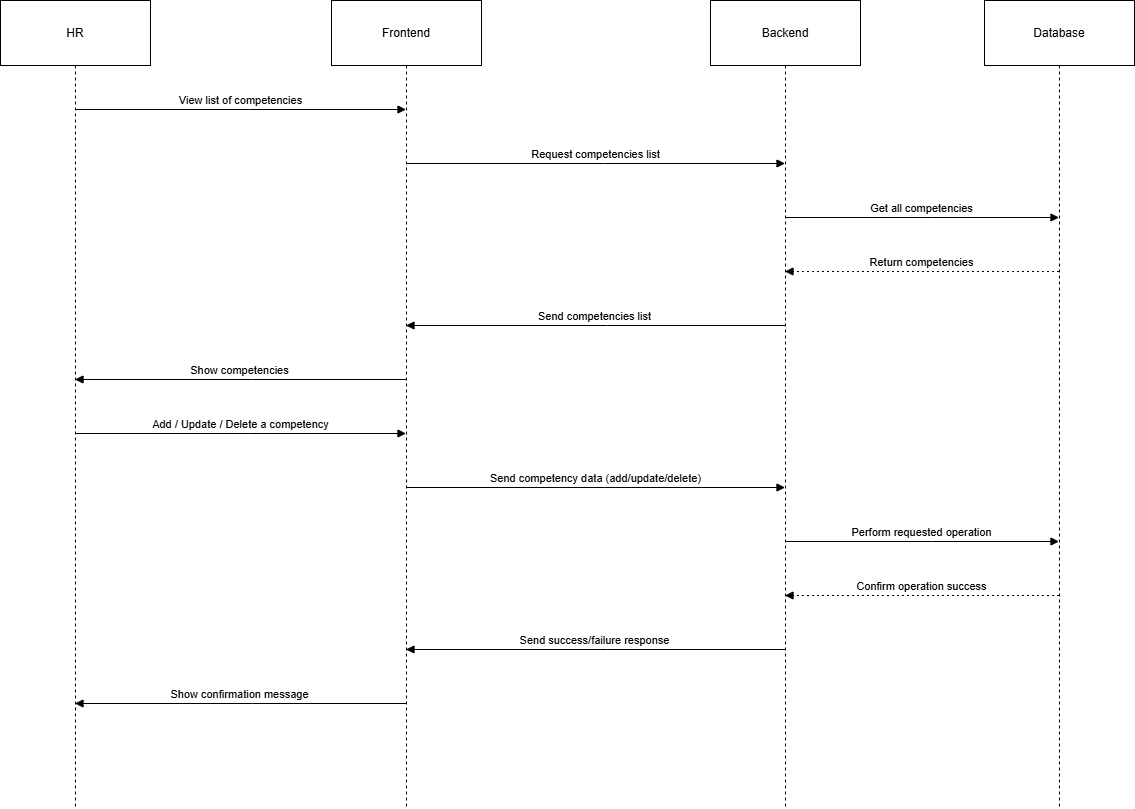 HR
Frontend
Backend
Database
View list of competencies
Request competencies list
Get all competencies
Return competencies
Send competencies list
Show competencies
Add / Update / Delete a competency
Send competency data (add/update/delete)
Perform requested operation
Confirm operation success
Send success/failure response
Show confirmation message